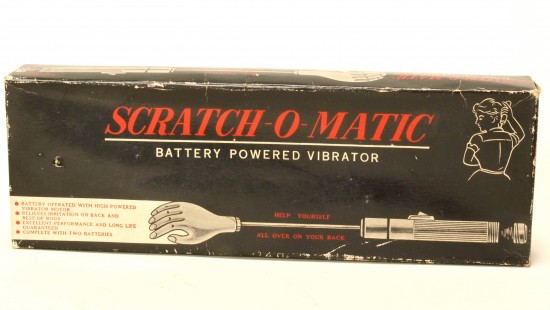 SCRATCH-O-MATIC
BATTERY POWERED VIBRATOR
BATTERY OPERATED WITH HIGH POWERED
VIBRATOR MOTOR
RELIEVES IRRITATION ON BACK AND
REST OF BODY
EXCELLENT PERFORMANCE AND LONG LIFE
GUARANTEED
COMPLETE WITH TWO BATTERIES
HELP YOURSELF
ALL OVER ON YOUR BACK